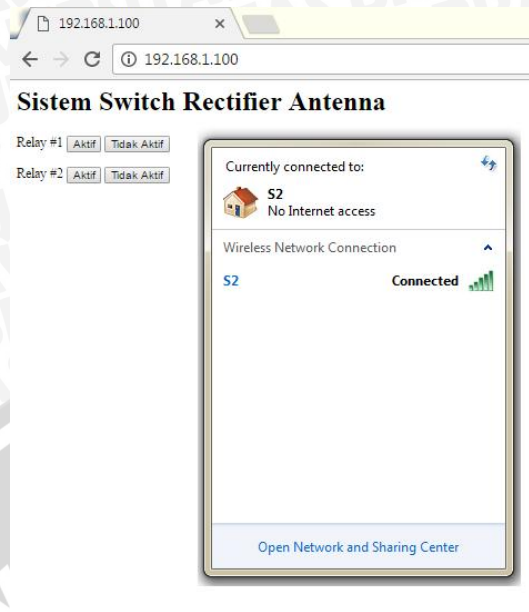 192.168.1.100
192.168.1.100
Sistem Switch Rectifier Antenna
Relay #1 Aktif Tidak Aktif
Relay #2 Aktif Tidak Aktif
Currently connected to:
S2
No Internet access
Wireless Network Connection
S2 Connected
Open Network and Sharing Center